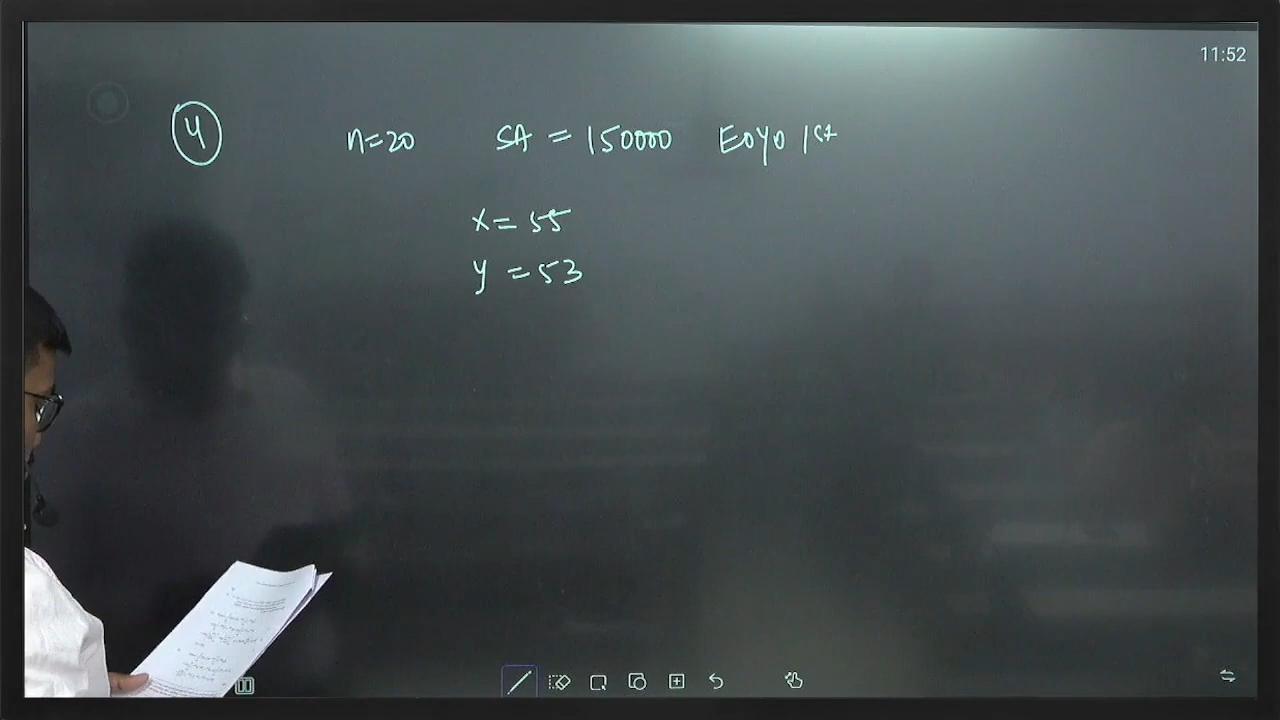 11:52
4 n=20 SA = 150000 EOYO 1st
x = 55
y = 53